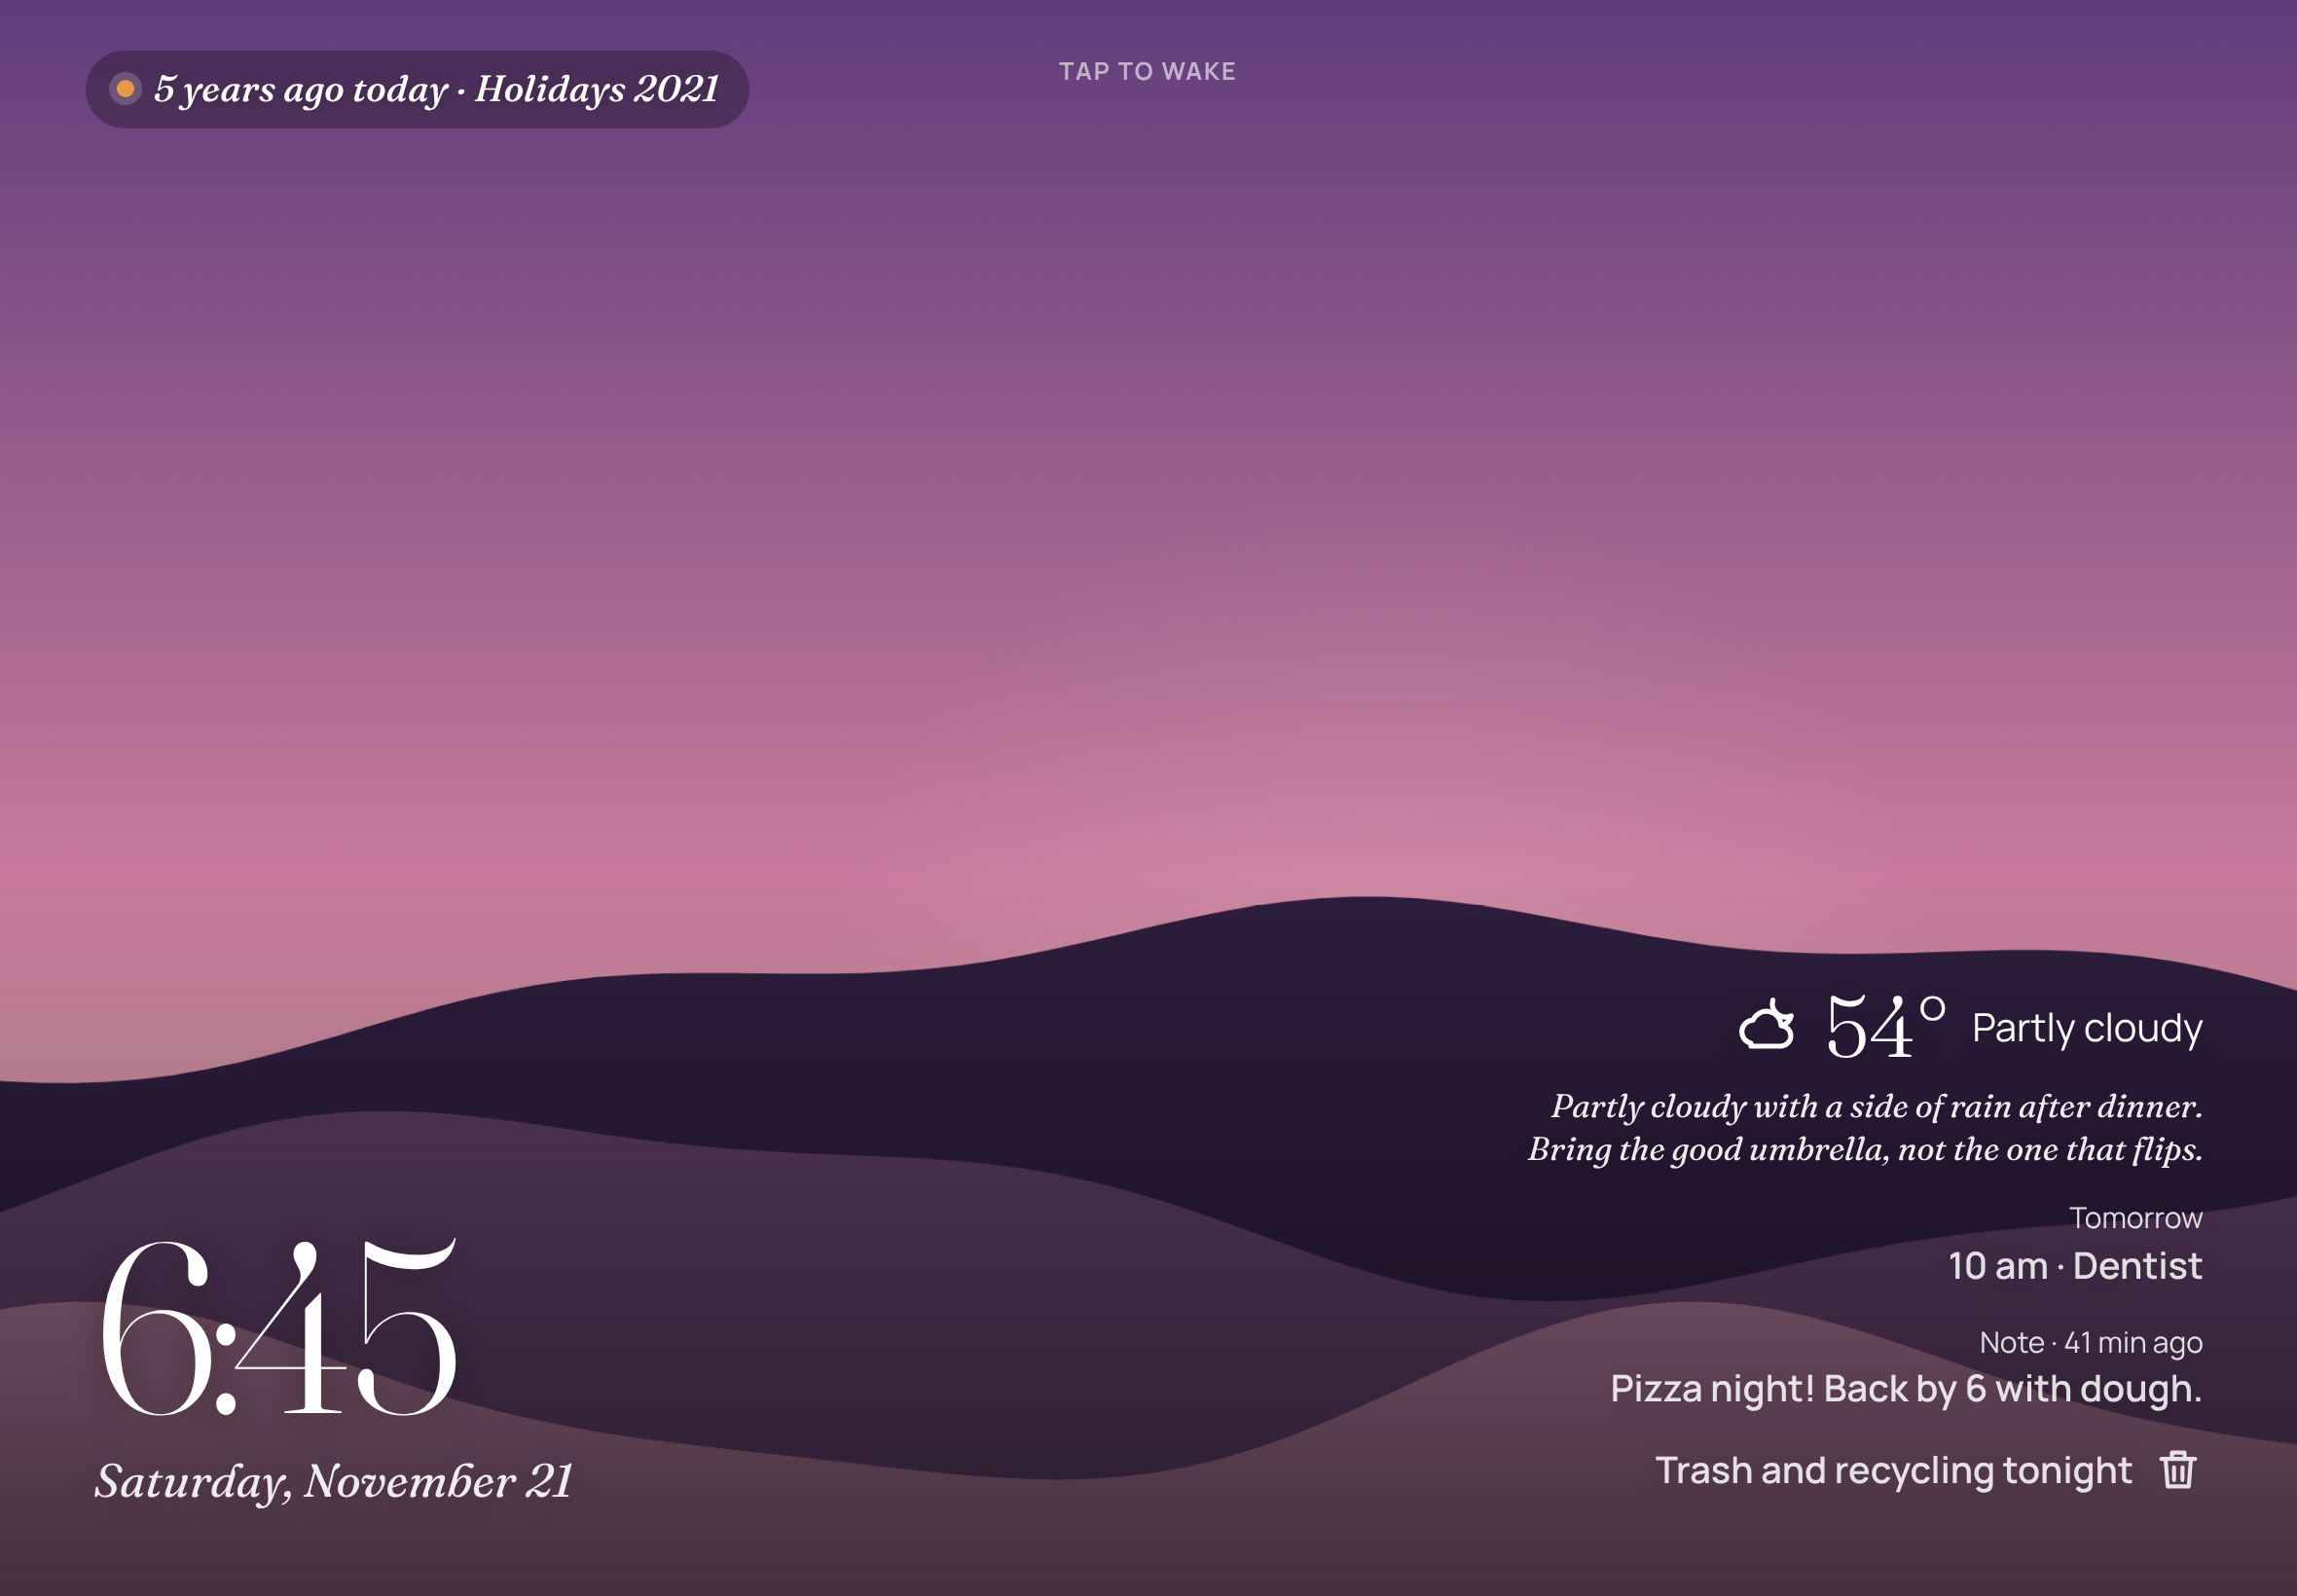 5 years ago today · Holidays 2021
TAP TO WAKE
54° Partly cloudy
Partly cloudy with a side of rain after dinner.
Bring the good umbrella, not the one that flips.
Tomorrow
10 am · Dentist
Note · 41 min ago
Pizza night! Back by 6 with dough.
Trash and recycling tonight
6:45
Saturday, November 21